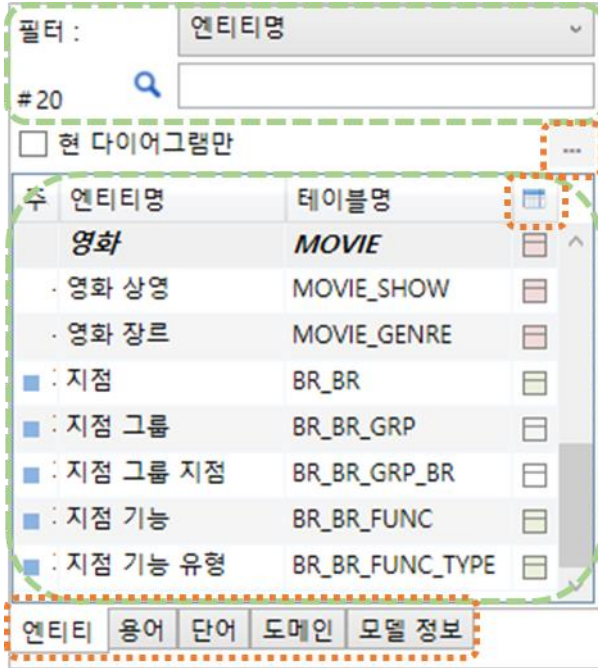 필터 : 엔티티명
#20
현 다이어그램만 ...
주 엔티티명 테이블명
영화 MOVIE
영화 상영 MOVIE_SHOW
영화 장르 MOVIE_GENRE
지점 BR_BR
지점 그룹 BR_BR_GRP
지점 그룹 지점 BR_BR_GRP_BR
지점 기능 BR_BR_FUNC
지점 기능 유형 BR_BR_FUNC_TYPE
엔티티 용어 단어 도메인 모델 정보